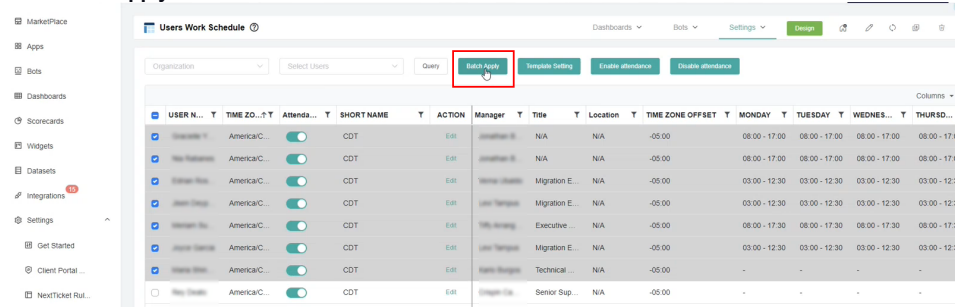 MarketPlace
Apps
Bots
Dashboards
Scorecards
Widgets
Datasets
Integrations 15
Settings
Get Started
Client Portal ...
NextTicket Rul...
Users Work Schedule
Dashboards Bots Settings Design
Organization Select Users Query Batch Apply Template Setting Enable attendance Disable attendance
Columns
USER N... TIME ZO... Attenda... SHORT NAME ACTION Manager Title Location TIME ZONE OFFSET MONDAY TUESDAY WEDNES... THURSD...
America/C... CDT Edit N/A N/A -05:00 08:00 - 17:00 08:00 - 17:00 08:00 - 17:00 08:00 - 17:
America/C... CDT Edit N/A N/A -05:00 08:00 - 17:00 08:00 - 17:00 08:00 - 17:00 08:00 - 17:
America/C... CDT Edit Migration E... N/A -05:00 03:00 - 12:30 03:00 - 12:30 03:00 - 12:30 03:00 - 12:
America/C... CDT Edit Migration E... N/A -05:00 03:00 - 12:30 03:00 - 12:30 03:00 - 12:30 03:00 - 12:
America/C... CDT Edit Executive ... N/A -05:00 08:00 - 17:30 08:00 - 17:30 08:00 - 17:30 08:00 - 17:
America/C... CDT Edit Migration E... N/A -05:00 03:00 - 12:30 03:00 - 12:30 03:00 - 12:30 03:00 - 12:
America/C... CDT Edit Technical ... N/A -05:00 - - - -
America/C... CDT Edit Senior Sup... N/A -05:00 - - - -